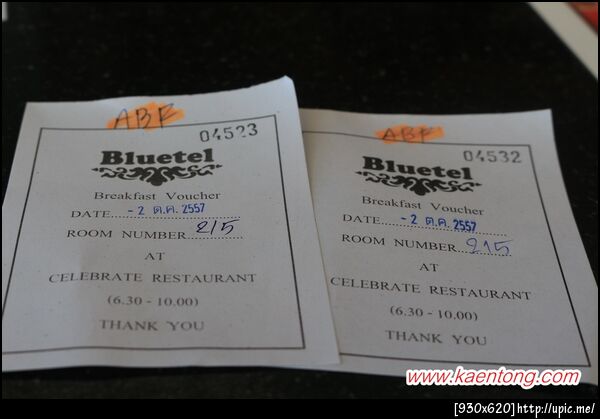 ABF
04523
Bluetel
Breakfast Voucher
DATE - 2 ต.ค. 2557
ROOM NUMBER 215
AT
CELEBRATE RESTAURANT
(6.30 - 10.00)
THANK YOU
ABF
04532
Bluetel
Breakfast Voucher
DATE - 2 ต.ค. 2557
ROOM NUMBER 215
AT
CELEBRATE RESTAURANT
(6.30 - 10.00)
THANK YOU
www.kaentong.com
[930x620]http://upic.me/